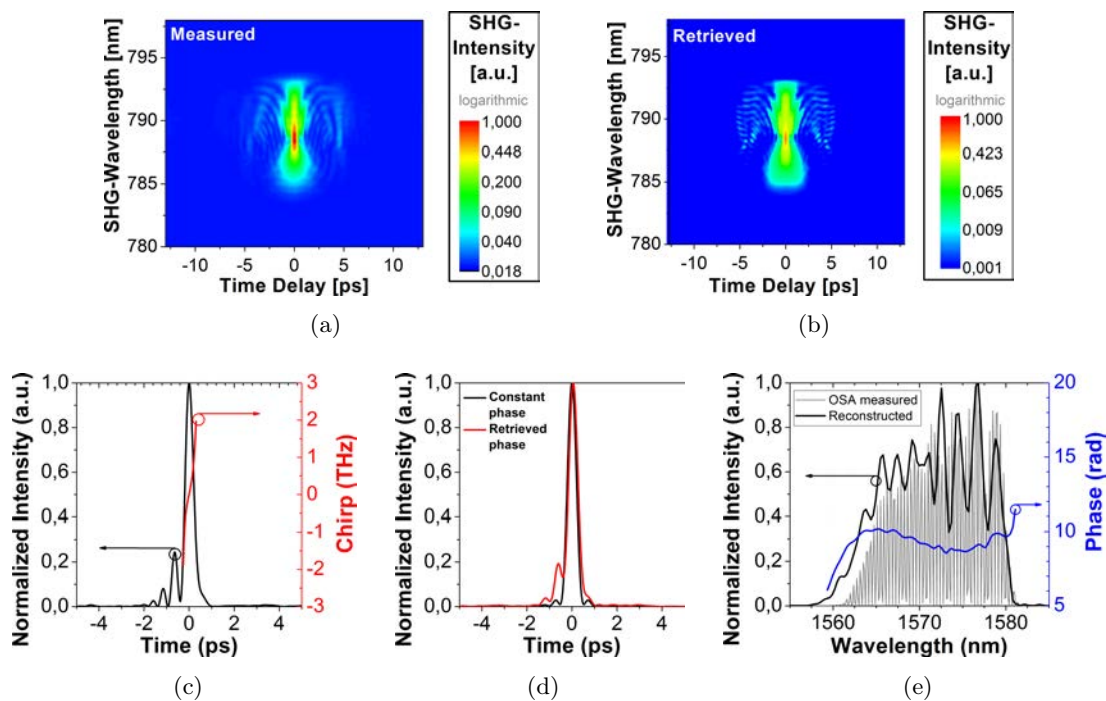 Measured
SHG-Wavelength [nm]
795
790
785
780
-10 -5 0 5 10
Time Delay [ps]
SHG-
Intensity
[a.u.]
logarithmic
1,000
0,448
0,200
0,090
0,040
0,018
(a)
Retrieved
SHG-Wavelength [nm]
795
790
785
780
-10 -5 0 5 10
Time Delay [ps]
SHG-
Intensity
[a.u.]
logarithmic
1,000
0,423
0,065
0,009
0,001
(b)
Normalized Intensity (a.u.)
1,0
0,8
0,6
0,4
0,2
0,0
-4 -2 0 2 4
Time (ps)
3
2
1
0
-1
-2
-3
Chirp (THz)
(c)
Normalized Intensity (a.u.)
1,0
0,8
0,6
0,4
0,2
0,0
Constant
phase
Retrieved
phase
-4 -2 0 2 4
Time (ps)
(d)
Normalized Intensity (a.u.)
1,0
0,8
0,6
0,4
0,2
0,0
OSA measured
Reconstructed
1560 1570 1580
Wavelength (nm)
20
15
10
5
Phase (rad)
(e)